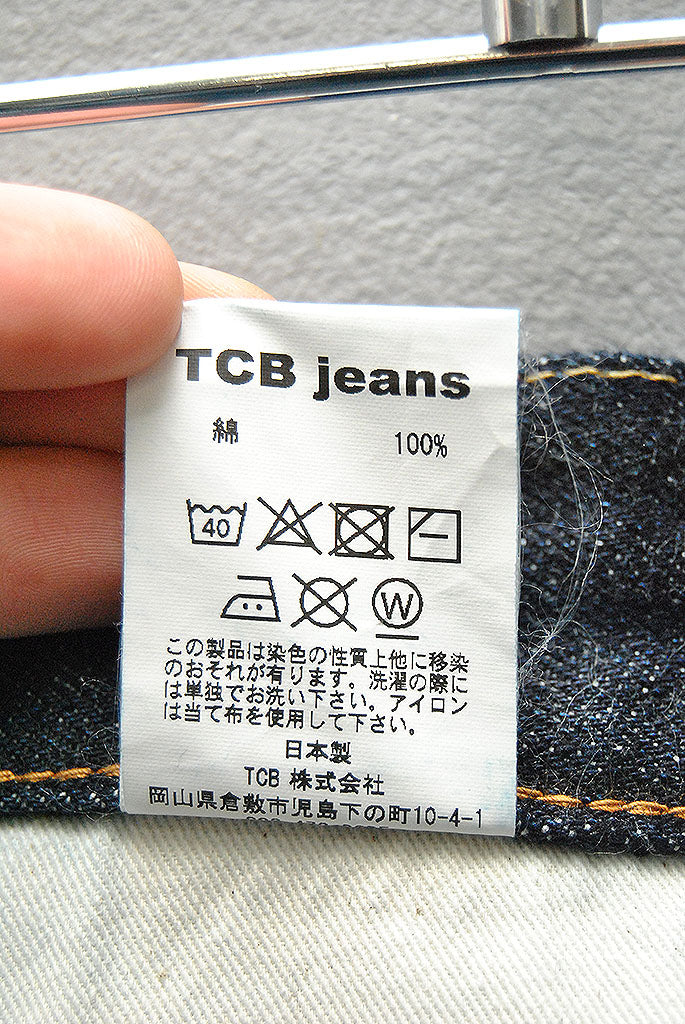 TCB jeans
綿 100%
40
W
この製品は染色の性質上他に移染
のおそれが有ります。洗濯の際に
は単独でお洗い下さい。アイロン
は当て布を使用して下さい。
日本製
TCB 株式会社
岡山県倉敷市児島下の町10-4-1